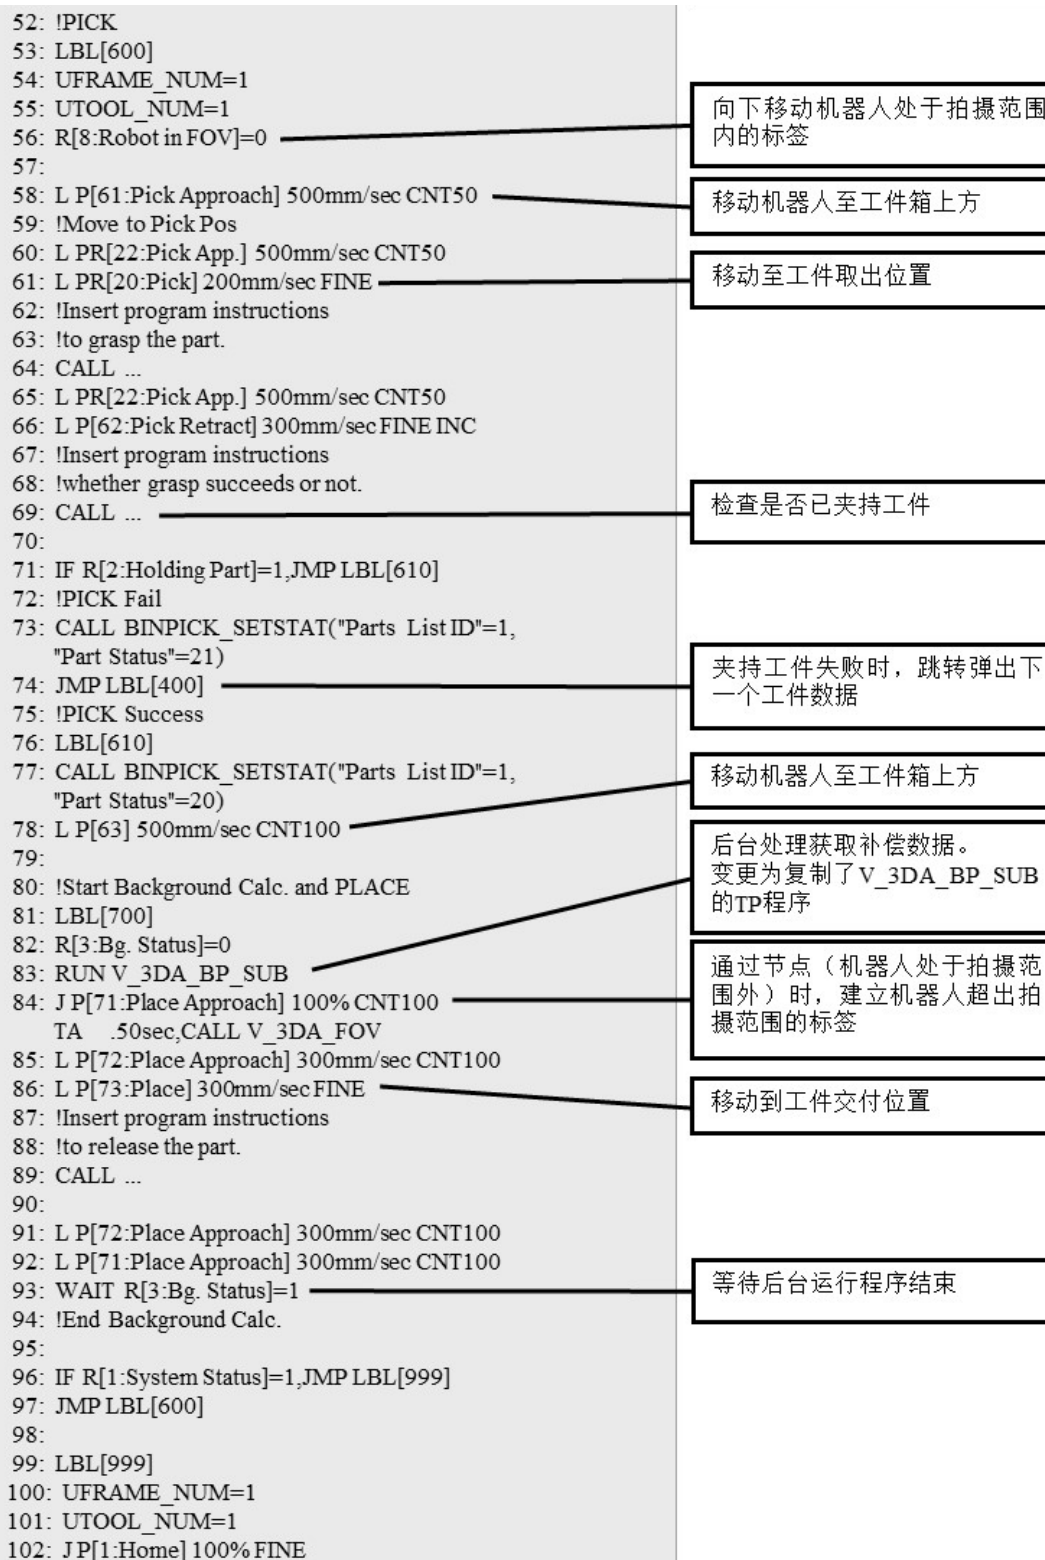 52: !PICK
53: LBL[600]
54: UFRAME_NUM=1
55: UTOOL_NUM=1
56: R[8:Robot in FOV]=0
向下移动机器人处于拍摄范围
内的标签
57:
58: L P[61:Pick Approach] 500mm/sec CNT50
移动机器人至工件箱上方
59: !Move to Pick Pos
60: L PR[22:Pick App.] 500mm/sec CNT50
61: L PR[20:Pick] 200mm/sec FINE
移动至工件取出位置
62: !Insert program instructions
63: !to grasp the part.
64: CALL ...
65: L PR[22:Pick App.] 500mm/sec CNT50
66: L P[62:Pick Retract] 300mm/sec FINE INC
67: !Insert program instructions
68: !whether grasp succeeds or not.
69: CALL ...
检查是否已夹持工件
70:
71: IF R[2:Holding Part]=1,JMP LBL[610]
72: !PICK Fail
73: CALL BINPICK_SETSTAT("Parts List ID"=1,
"Part Status"=21)
74: JMP LBL[400]
夹持工件失败时，跳转弹出下
一个工件数据
75: !PICK Success
76: LBL[610]
77: CALL BINPICK_SETSTAT("Parts List ID"=1,
"Part Status"=20)
78: L P[63] 500mm/sec CNT100
移动机器人至工件箱上方
79:
80: !Start Background Calc. and PLACE
81: LBL[700]
82: R[3:Bg. Status]=0
83: RUN V_3DA_BP_SUB
后台处理获取补偿数据。
变更为复制了V_3DA_BP_SUB
的TP程序
84: J P[71:Place Approach] 100% CNT100
TA .50sec,CALL V_3DA_FOV
通过节点（机器人处于拍摄范
围外）时，建立机器人超出拍
摄范围的标签
85: L P[72:Place Approach] 300mm/sec CNT100
86: L P[73:Place] 300mm/sec FINE
移动到工件交付位置
87: !Insert program instructions
88: !to release the part.
89: CALL ...
90:
91: L P[72:Place Approach] 300mm/sec CNT100
92: L P[71:Place Approach] 300mm/sec CNT100
93: WAIT R[3:Bg. Status]=1
等待后台运行程序结束
94: !End Background Calc.
95:
96: IF R[1:System Status]=1,JMP LBL[999]
97: JMP LBL[600]
98:
99: LBL[999]
100: UFRAME_NUM=1
101: UTOOL_NUM=1
102: J P[1:Home] 100% FINE